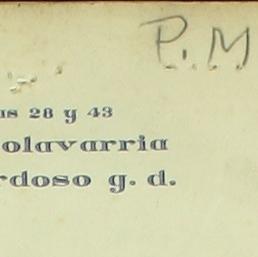 P. M
28 y 43
olavarria
rdoso g. d.